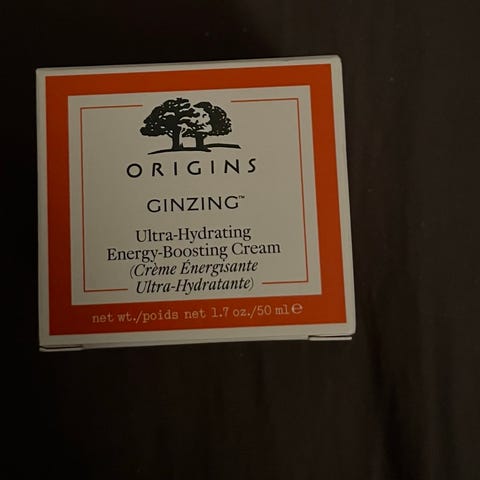 ORIGINS
GINZING™
Ultra-Hydrating
Energy-Boosting Cream
(Crème Énergisante
Ultra-Hydratante)
net wt./poids net 1.7 oz./50 ml ℮